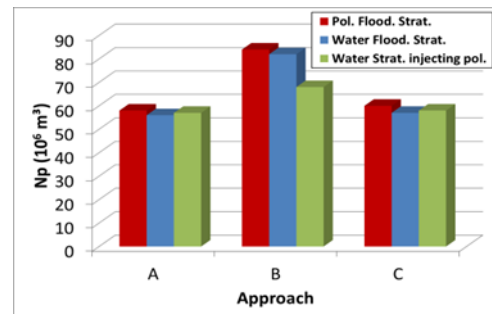 Pol. Flood. Strat.
Water Flood. Strat.
Water Strat. injecting pol.
Np (10⁶ m³)
90
80
70
60
50
40
30
20
10
0
A B C
Approach